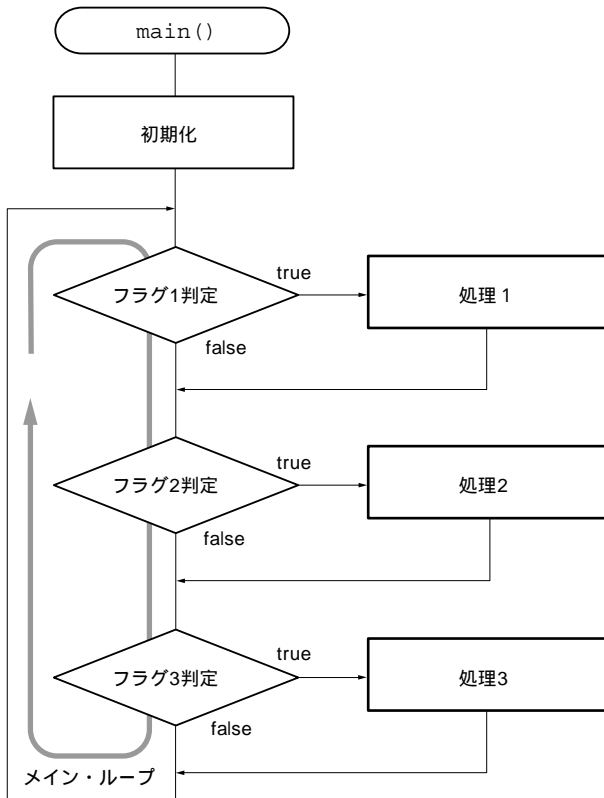 main()
初期化
フラグ1判定
true
処理1
false
フラグ2判定
true
処理2
false
フラグ3判定
true
処理3
false
メイン・ループ